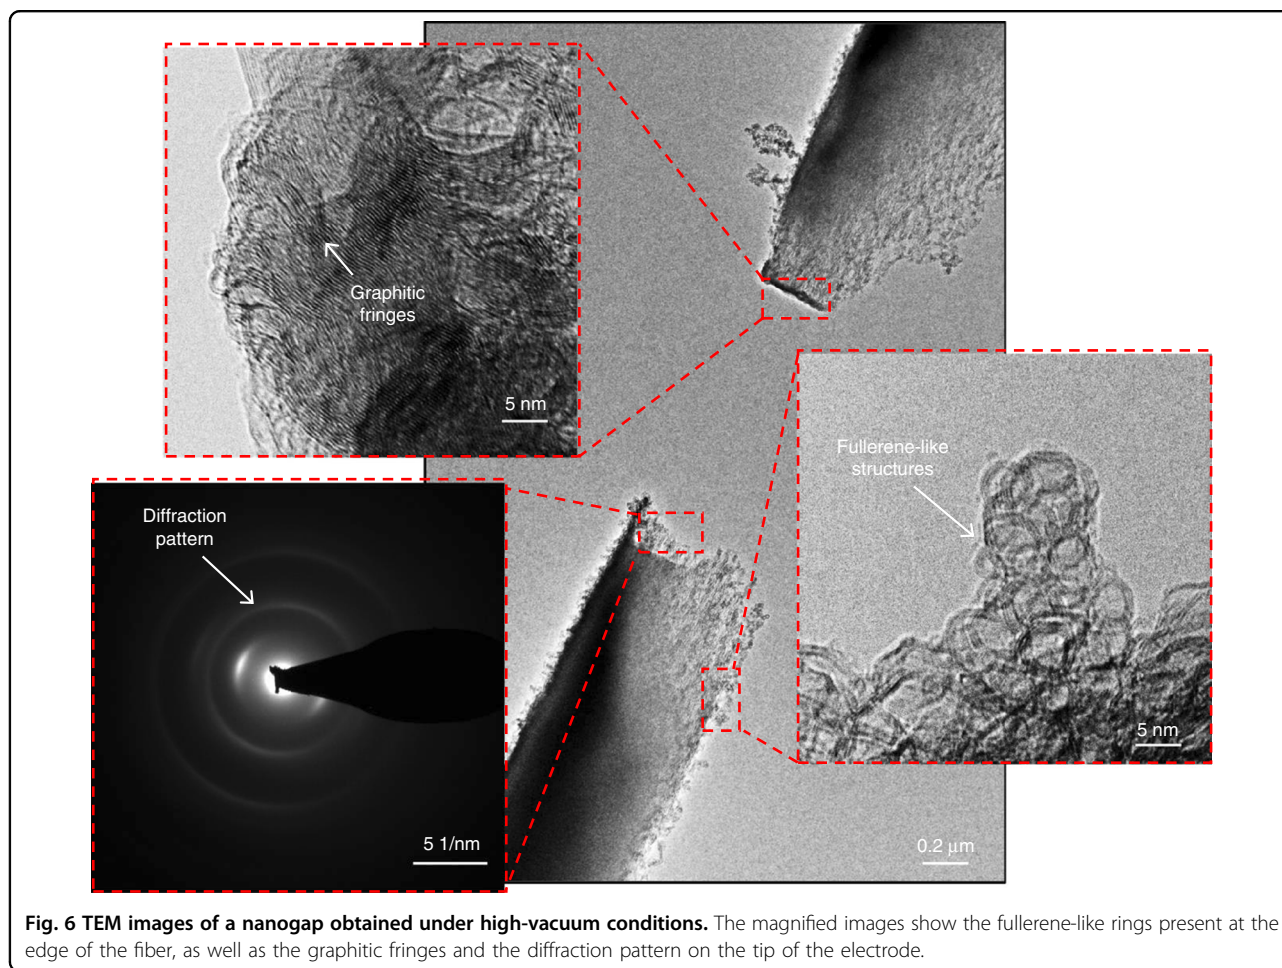 Graphitic
fringes
5 nm
Fullerene-like
structures
5 nm
Diffraction
pattern
5 1/nm
0.2 μm
Fig. 6 TEM images of a nanogap obtained under high-vacuum conditions. The magnified images show the fullerene-like rings present at the
edge of the fiber, as well as the graphitic fringes and the diffraction pattern on the tip of the electrode.